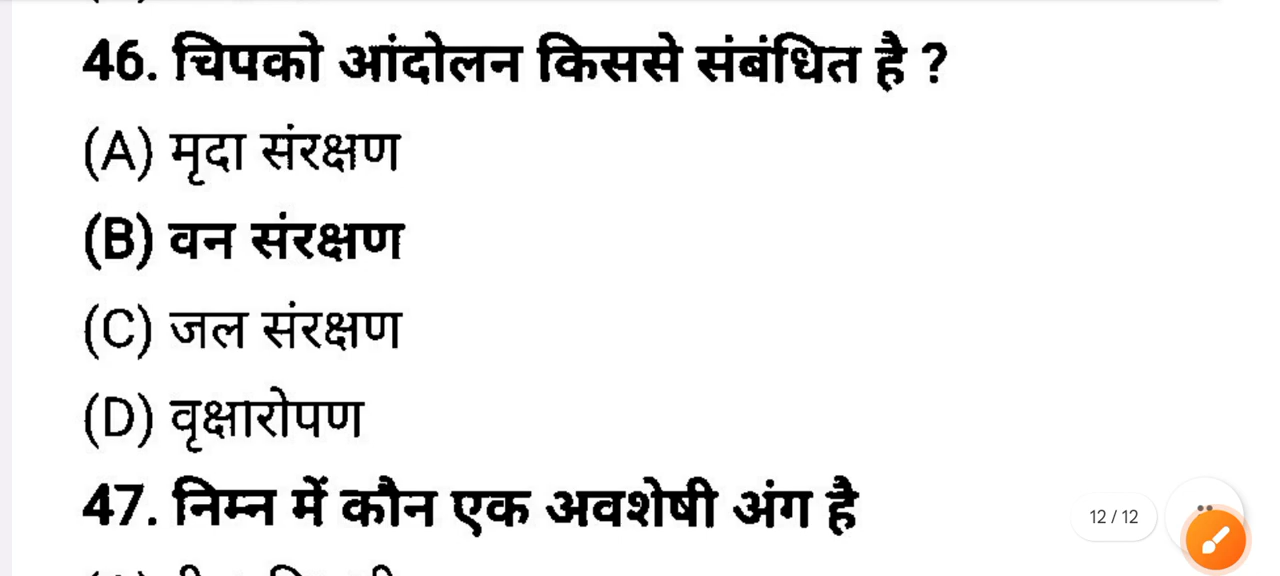 46. चिपको आंदोलन किससे संबंधित है ?
(A) मृदा संरक्षण
(B) वन संरक्षण
(C) जल संरक्षण
(D) वृक्षारोपण
47. निम्न में कौन एक अवशेषी अंग है
12 / 12